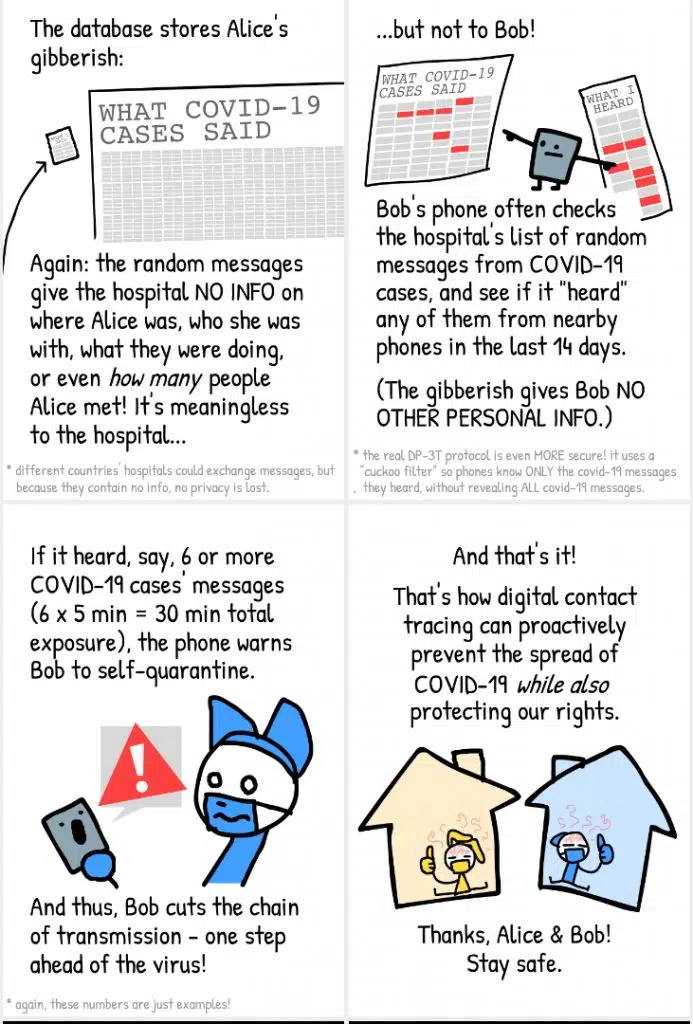 The database stores Alice's
gibberish:
WHAT COVID-19
CASES SAID
Again: the random messages
give the hospital NO INFO on
where Alice was, who she was
with, what they were doing,
or even how many people
Alice met! It's meaningless
to the hospital...
* different countries' hospitals could exchange messages, but
because they contain no info, no privacy is lost.
...but not to Bob!
WHAT COVID-19
CASES SAID
WHAT I
HEARD
Bob's phone often checks
the hospital's list of random
messages from COVID-19
cases, and see if it "heard"
any of them from nearby
phones in the last 14 days.
(The gibberish gives Bob NO
OTHER PERSONAL INFO.)
* the real DP-3T protocol is even MORE secure! it uses a
"cuckoo filter" so phones know ONLY the covid-19 messages
they heard, without revealing ALL covid-19 messages.
If it heard, say, 6 or more
COVID-19 cases' messages
(6 x 5 min = 30 min total
exposure), the phone warns
Bob to self-quarantine.
!
And thus, Bob cuts the chain
of transmission - one step
ahead of the virus!
* again, these numbers are just examples!
And that's it!
That's how digital contact
tracing can proactively
prevent the spread of
COVID-19 while also
protecting our rights.
Thanks, Alice & Bob!
Stay safe.